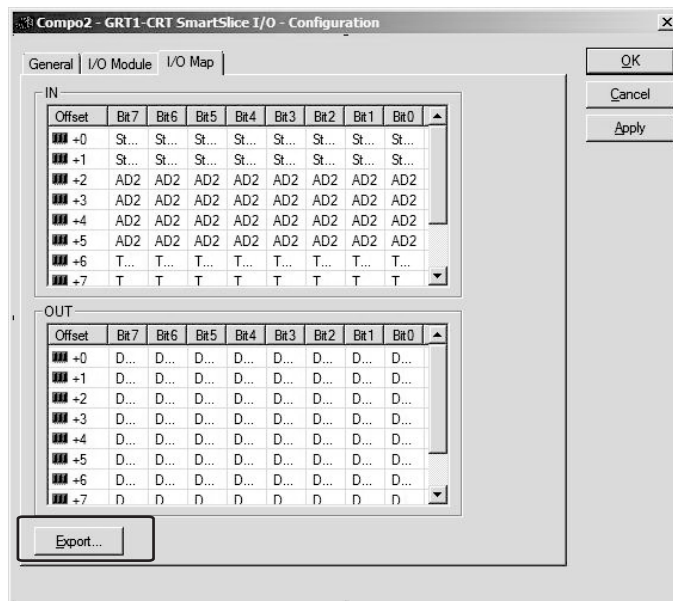 Compo2 - GRT1-CRT SmartSlice I/O - Configuration
General I/O Module I/O Map
OK
Cancel
Apply
IN
Offset Bit7 Bit6 Bit5 Bit4 Bit3 Bit2 Bit1 Bit0
+0 St... St... St... St... St... St... St... St...
+1 St... St... St... St... St... St... St... St...
+2 AD2 AD2 AD2 AD2 AD2 AD2 AD2 AD2
+3 AD2 AD2 AD2 AD2 AD2 AD2 AD2 AD2
+4 AD2 AD2 AD2 AD2 AD2 AD2 AD2 AD2
+5 AD2 AD2 AD2 AD2 AD2 AD2 AD2 AD2
+6 T... T... T... T... T... T... T... T...
+7 T T T T T T T T
OUT
Offset Bit7 Bit6 Bit5 Bit4 Bit3 Bit2 Bit1 Bit0
+0 D... D... D... D... D... D... D... D...
+1 D... D... D... D... D... D... D... D...
+2 D... D... D... D... D... D... D... D...
+3 D... D... D... D... D... D... D... D...
+4 D... D... D... D... D... D... D... D...
+5 D... D... D... D... D... D... D... D...
+6 D... D... D... D... D... D... D... D...
+7 D D D D D D D D
Export...